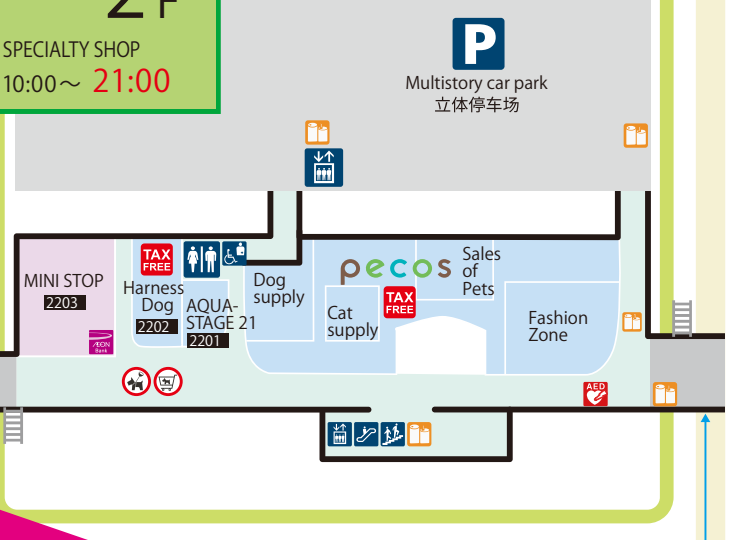 2F
SPECIALTY SHOP
10:00～ 21:00
P
Multistory car park
立体停车场
MINI STOP
2203
ÆON
Bank
TAX
FREE
Harness
Dog
2202
AQUA-
STAGE 21
2201
Dog
supply
pecos
TAX
FREE
Cat
supply
Sales
of
Pets
Fashion
Zone
AED